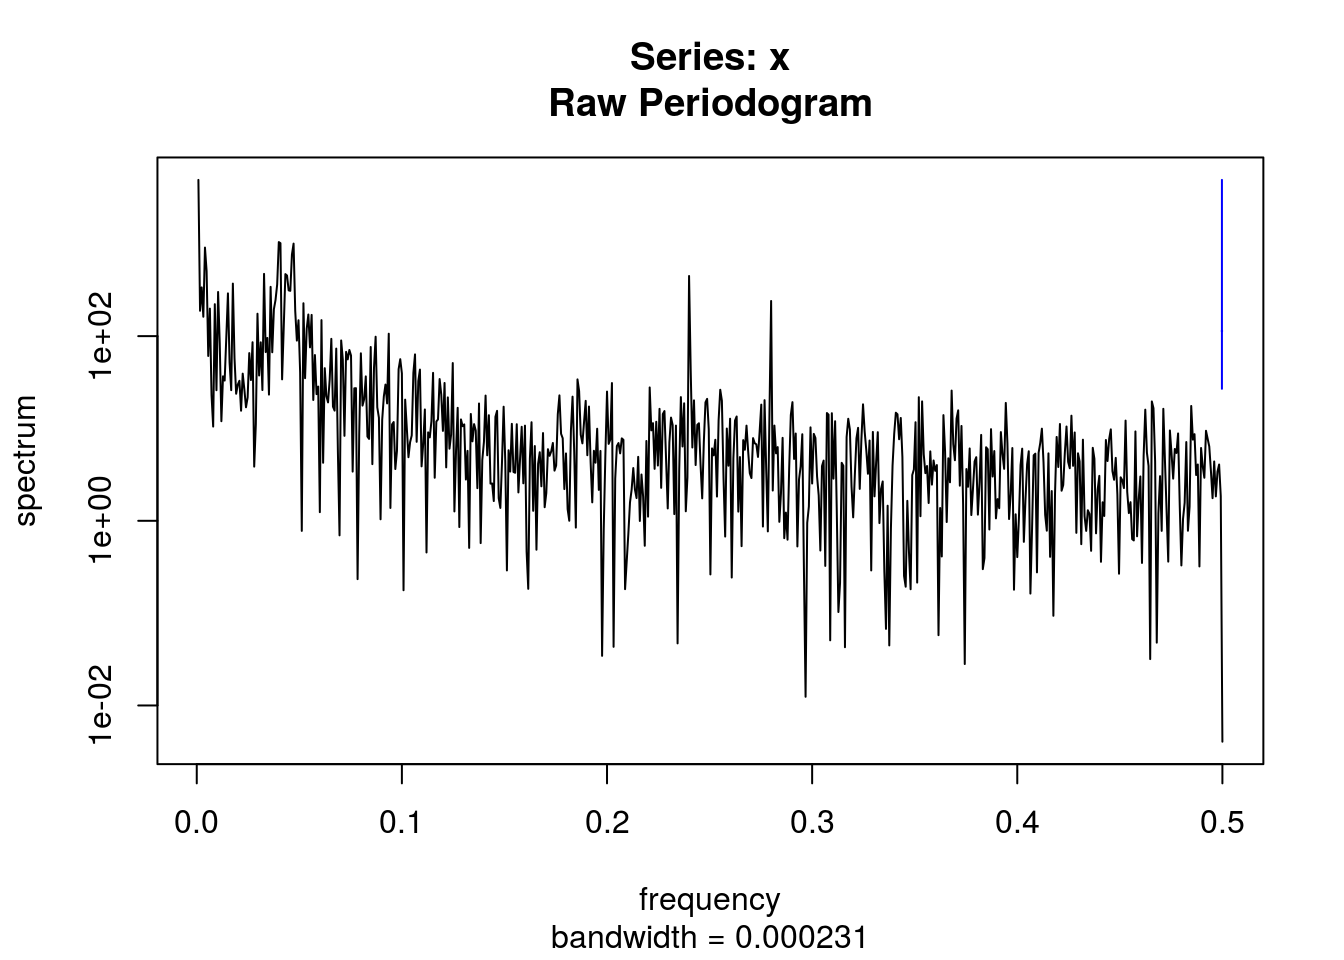 Series: x
Raw Periodogram
spectrum
1e+02
1e+00
1e-02
0.0 0.1 0.2 0.3 0.4 0.5
frequency
bandwidth = 0.000231